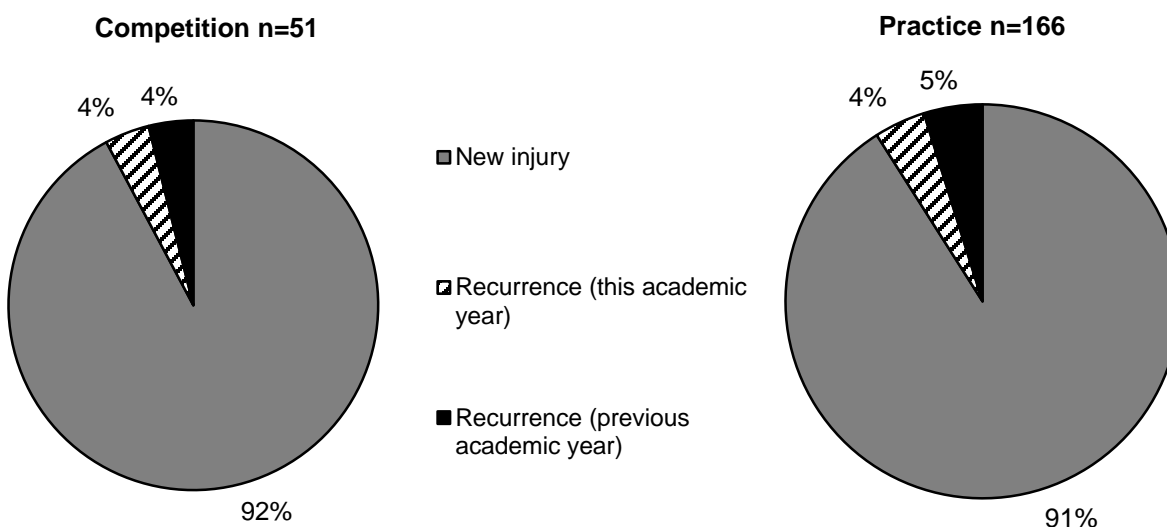 Competition n=51
4%
4%
92%
New injury
Recurrence (this academic
year)
Recurrence (previous
academic year)
Practice n=166
4%
5%
91%